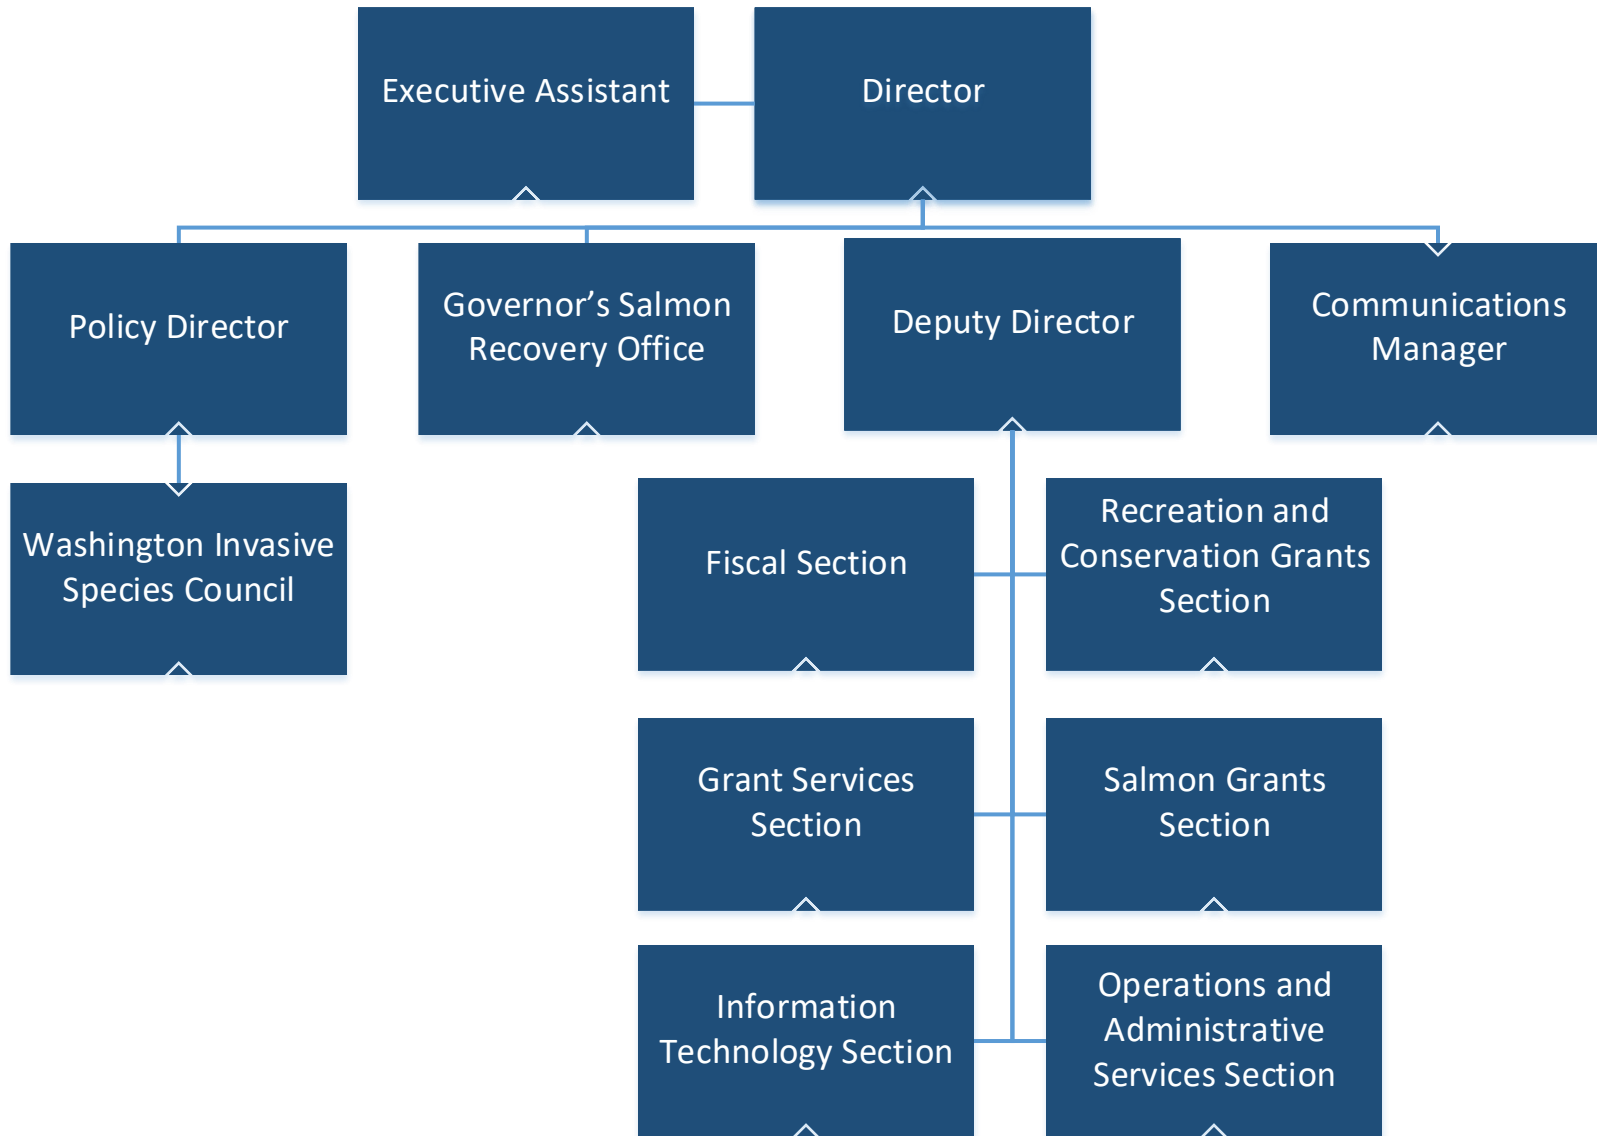 Executive Assistant
Director
Policy Director
Governor’s Salmon
Recovery Office
Deputy Director
Communications
Manager
Washington Invasive
Species Council
Fiscal Section
Recreation and
Conservation Grants
Section
Grant Services
Section
Salmon Grants
Section
Information
Technology Section
Operations and
Administrative
Services Section